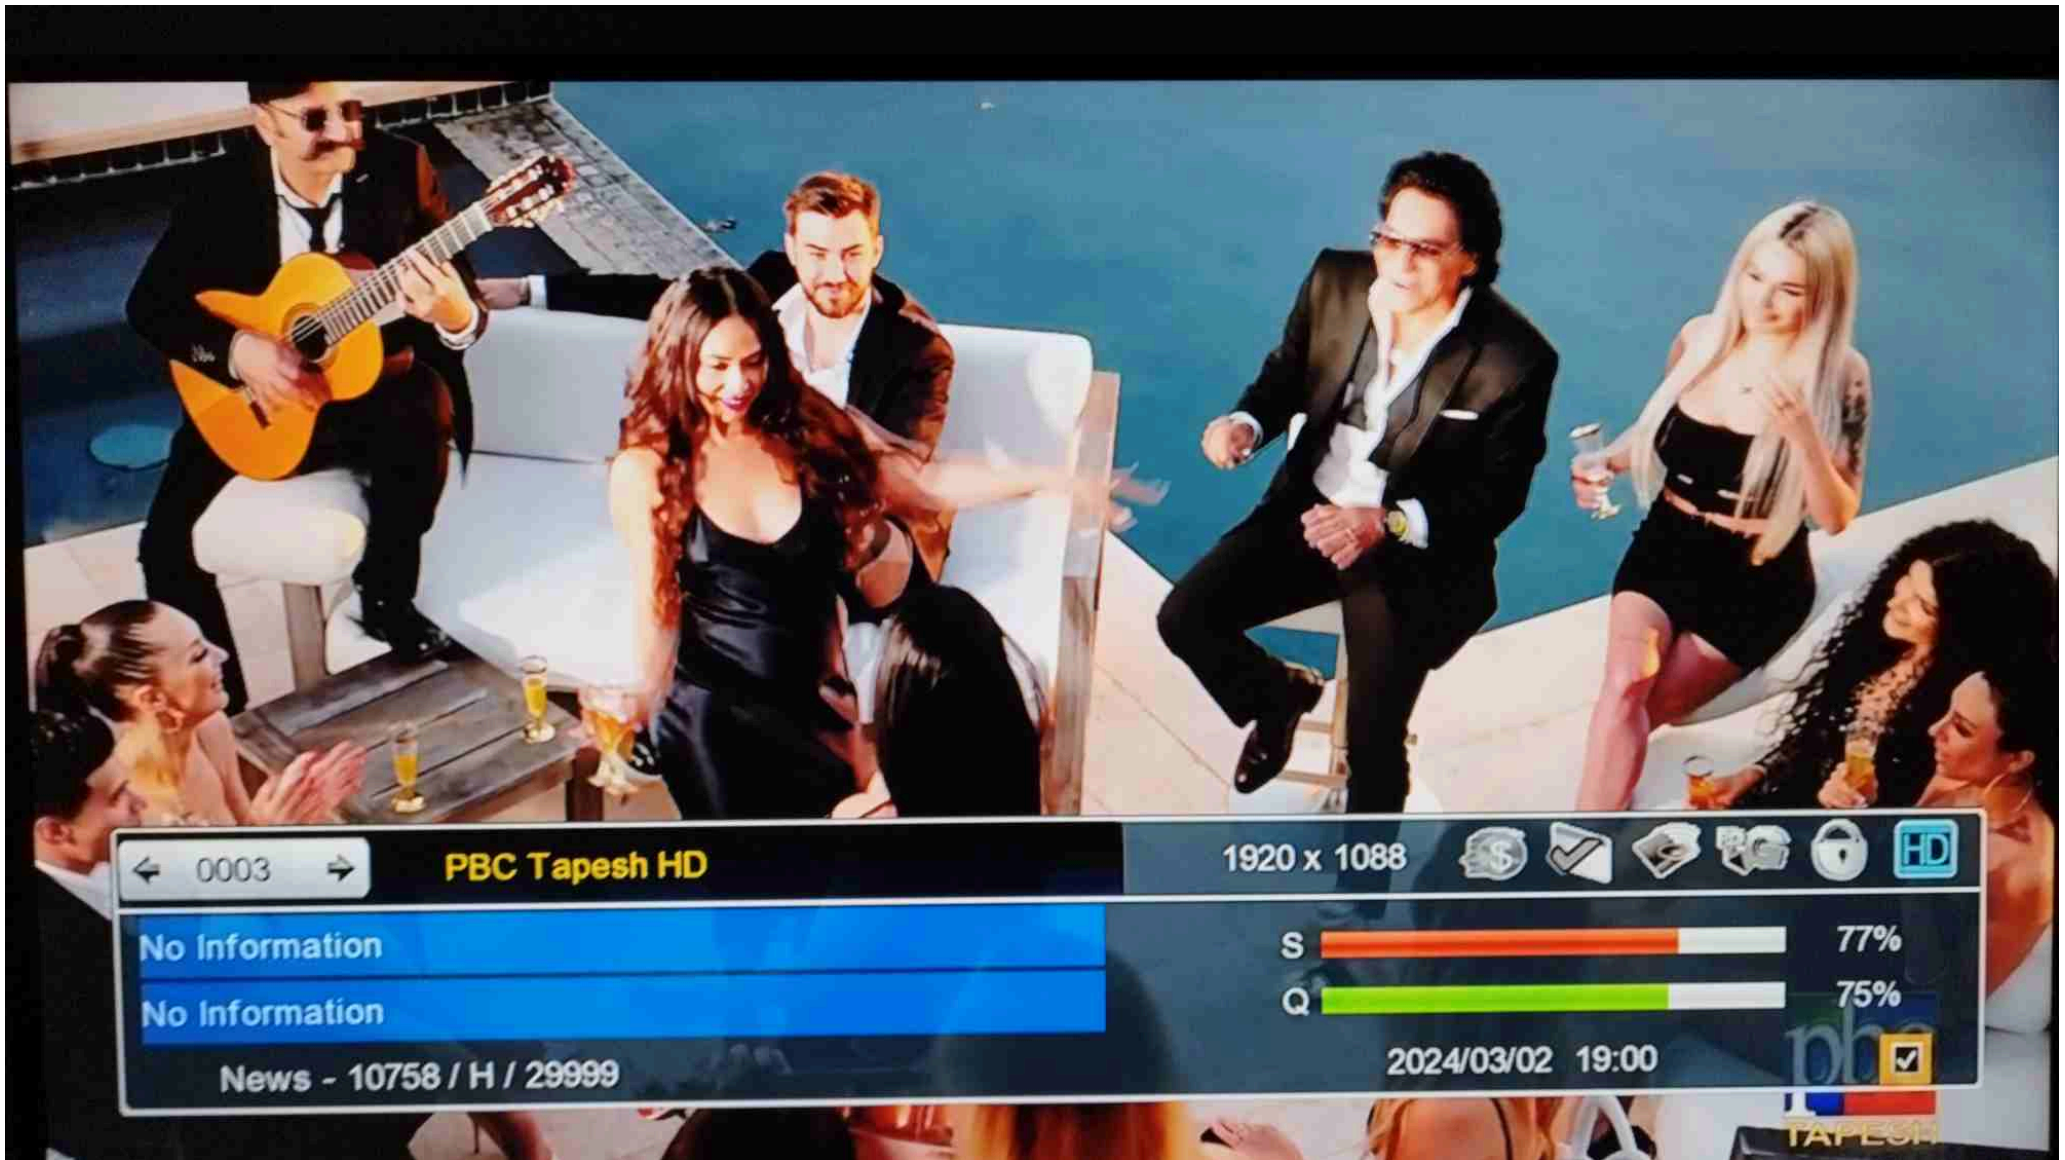 0003
PBC Tapesh HD
1920 x 1088
$
HD
No Information
No Information
S
77%
Q
75%
News - 10758 / H / 29999
2024/03/02 19:00
pbc
TAPESH